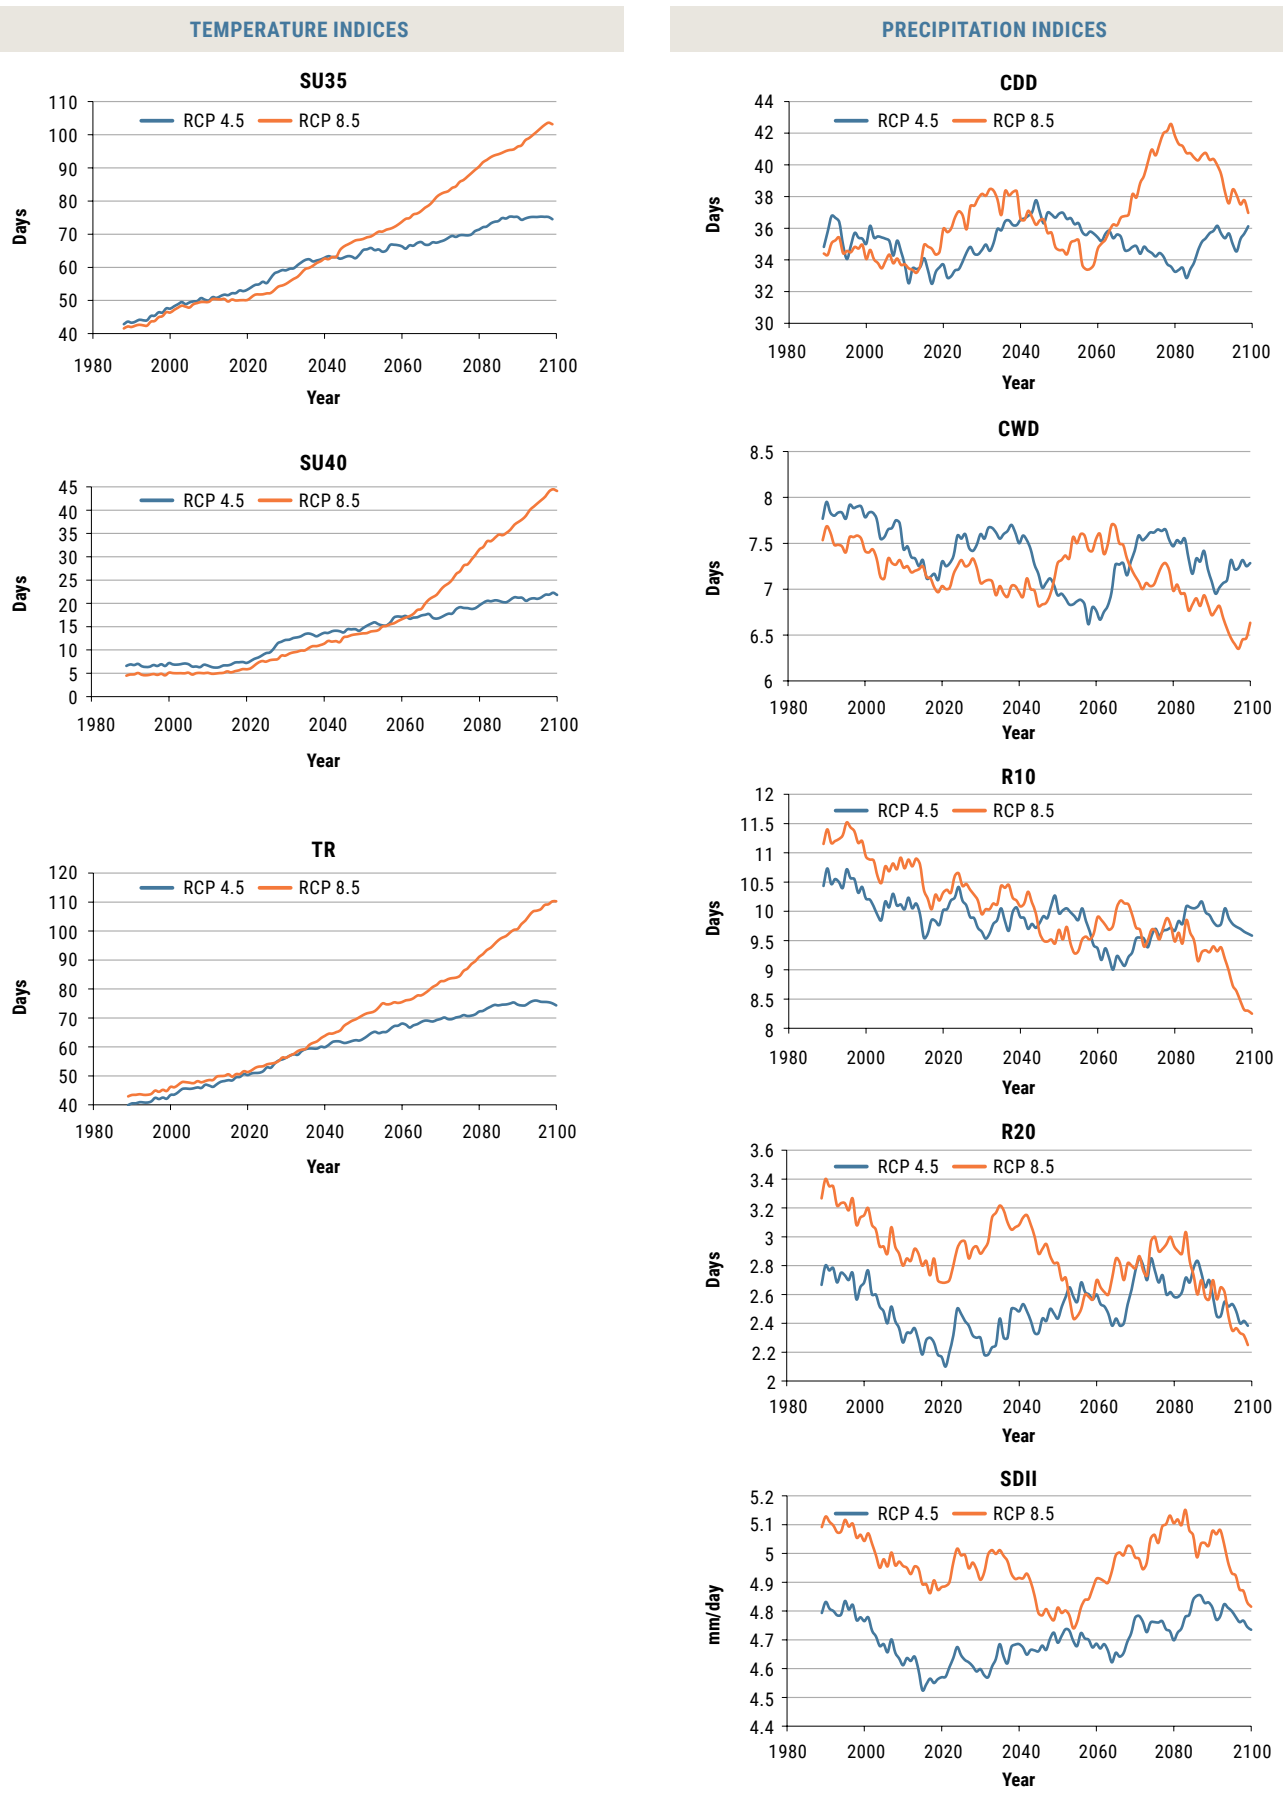 TEMPERATURE INDICES
SU35
110
100
90
80
70
60
50
40
Days
RCP 4.5 RCP 8.5
1980 2000 2020 2040 2060 2080 2100
Year
SU40
45
40
35
30
25
20
15
10
5
0
Days
RCP 4.5 RCP 8.5
1980 2000 2020 2040 2060 2080 2100
Year
TR
120
110
100
90
80
70
60
50
40
Days
RCP 4.5 RCP 8.5
1980 2000 2020 2040 2060 2080 2100
Year
PRECIPITATION INDICES
CDD
44
42
40
38
36
34
32
30
Days
RCP 4.5 RCP 8.5
1980 2000 2020 2040 2060 2080 2100
Year
CWD
8.5
8
7.5
7
6.5
6
Days
1980 2000 2020 2040 2060 2080 2100
Year
R10
12
11.5
11
10.5
10
9.5
9
8.5
8
Days
RCP 4.5 RCP 8.5
1980 2000 2020 2040 2060 2080 2100
Year
R20
3.6
3.4
3.2
3
2.8
2.6
2.4
2.2
2
Days
RCP 4.5 RCP 8.5
1980 2000 2020 2040 2060 2080 2100
Year
SDII
5.2
5.1
5
4.9
4.8
4.7
4.6
4.5
4.4
mm/day
RCP 4.5 RCP 8.5
1980 2000 2020 2040 2060 2080 2100
Year